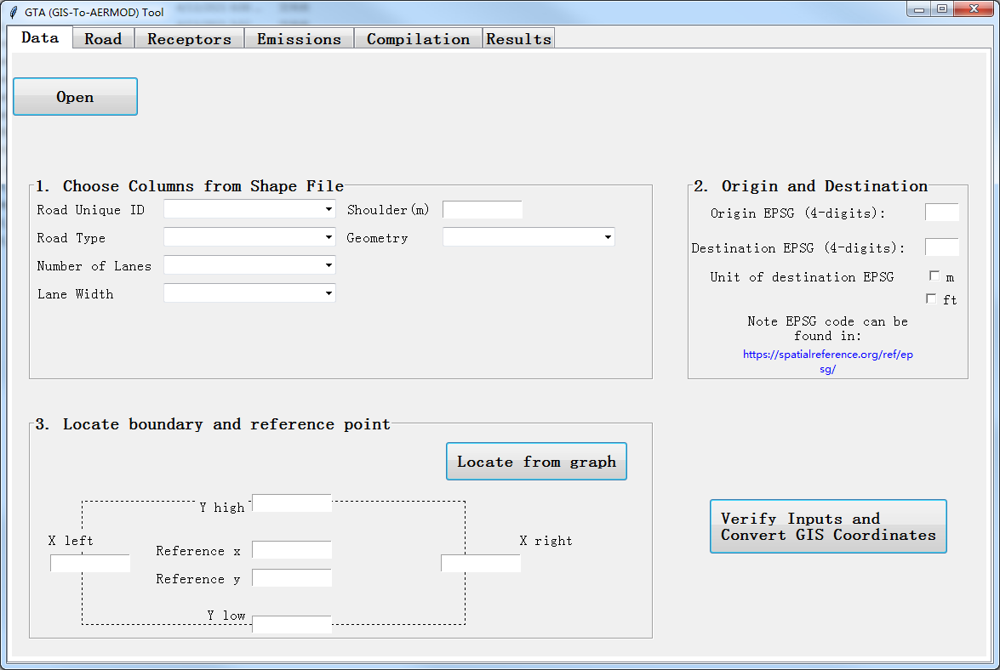 GTA (GIS-To-AERMOD) Tool
Data Road Receptors Emissions Compilation Results
Open
1. Choose Columns from Shape File
Road Unique ID
Shoulder(m)
Road Type
Geometry
Number of Lanes
Lane Width
2. Origin and Destination
Origin EPSG (4-digits):
Destination EPSG (4-digits):
Unit of destination EPSG
m
ft
Note EPSG code can be
found in:
https://spatialreference.org/ref/ep
sg/
3. Locate boundary and reference point
Locate from graph
Y high
X left
X right
Reference x
Reference y
Y low
Verify Inputs and
Convert GIS Coordinates